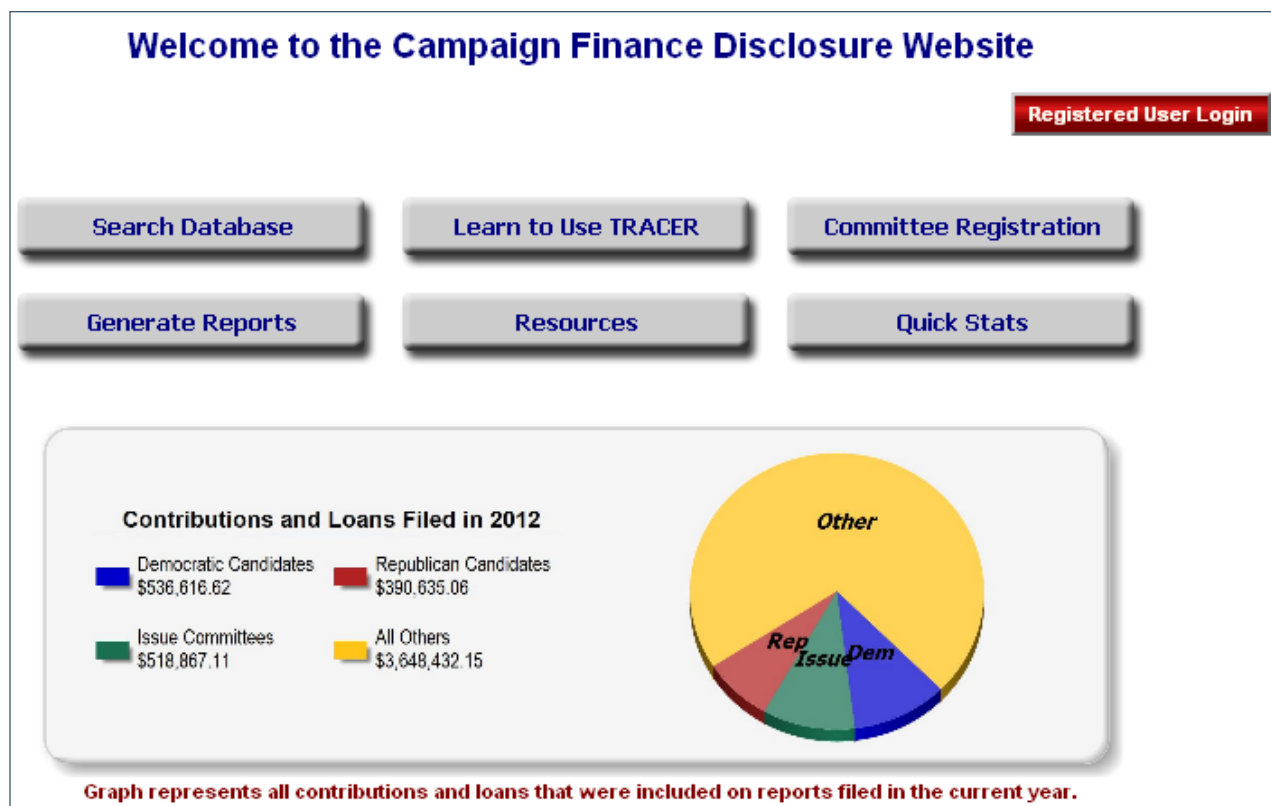 Welcome to the Campaign Finance Disclosure Website
Registered User Login
Search Database
Learn to Use TRACER
Committee Registration
Generate Reports
Resources
Quick Stats
Contributions and Loans Filed in 2012
Democratic Candidates
$536,616.62
Republican Candidates
$390,635.06
Issue Committees
$518,867.11
All Others
$3,648,432.15
Other
Rep
Issue
Dem
Graph represents all contributions and loans that were included on reports filed in the current year.